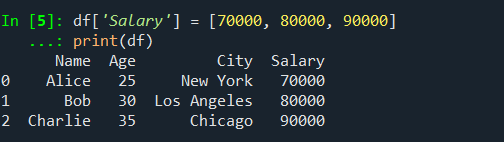 In [5]: df['Salary'] = [70000, 80000, 90000]
   ...: print(df)
      Name  Age         City  Salary
0    Alice   25     New York   70000
1      Bob   30  Los Angeles   80000
2  Charlie   35      Chicago   90000